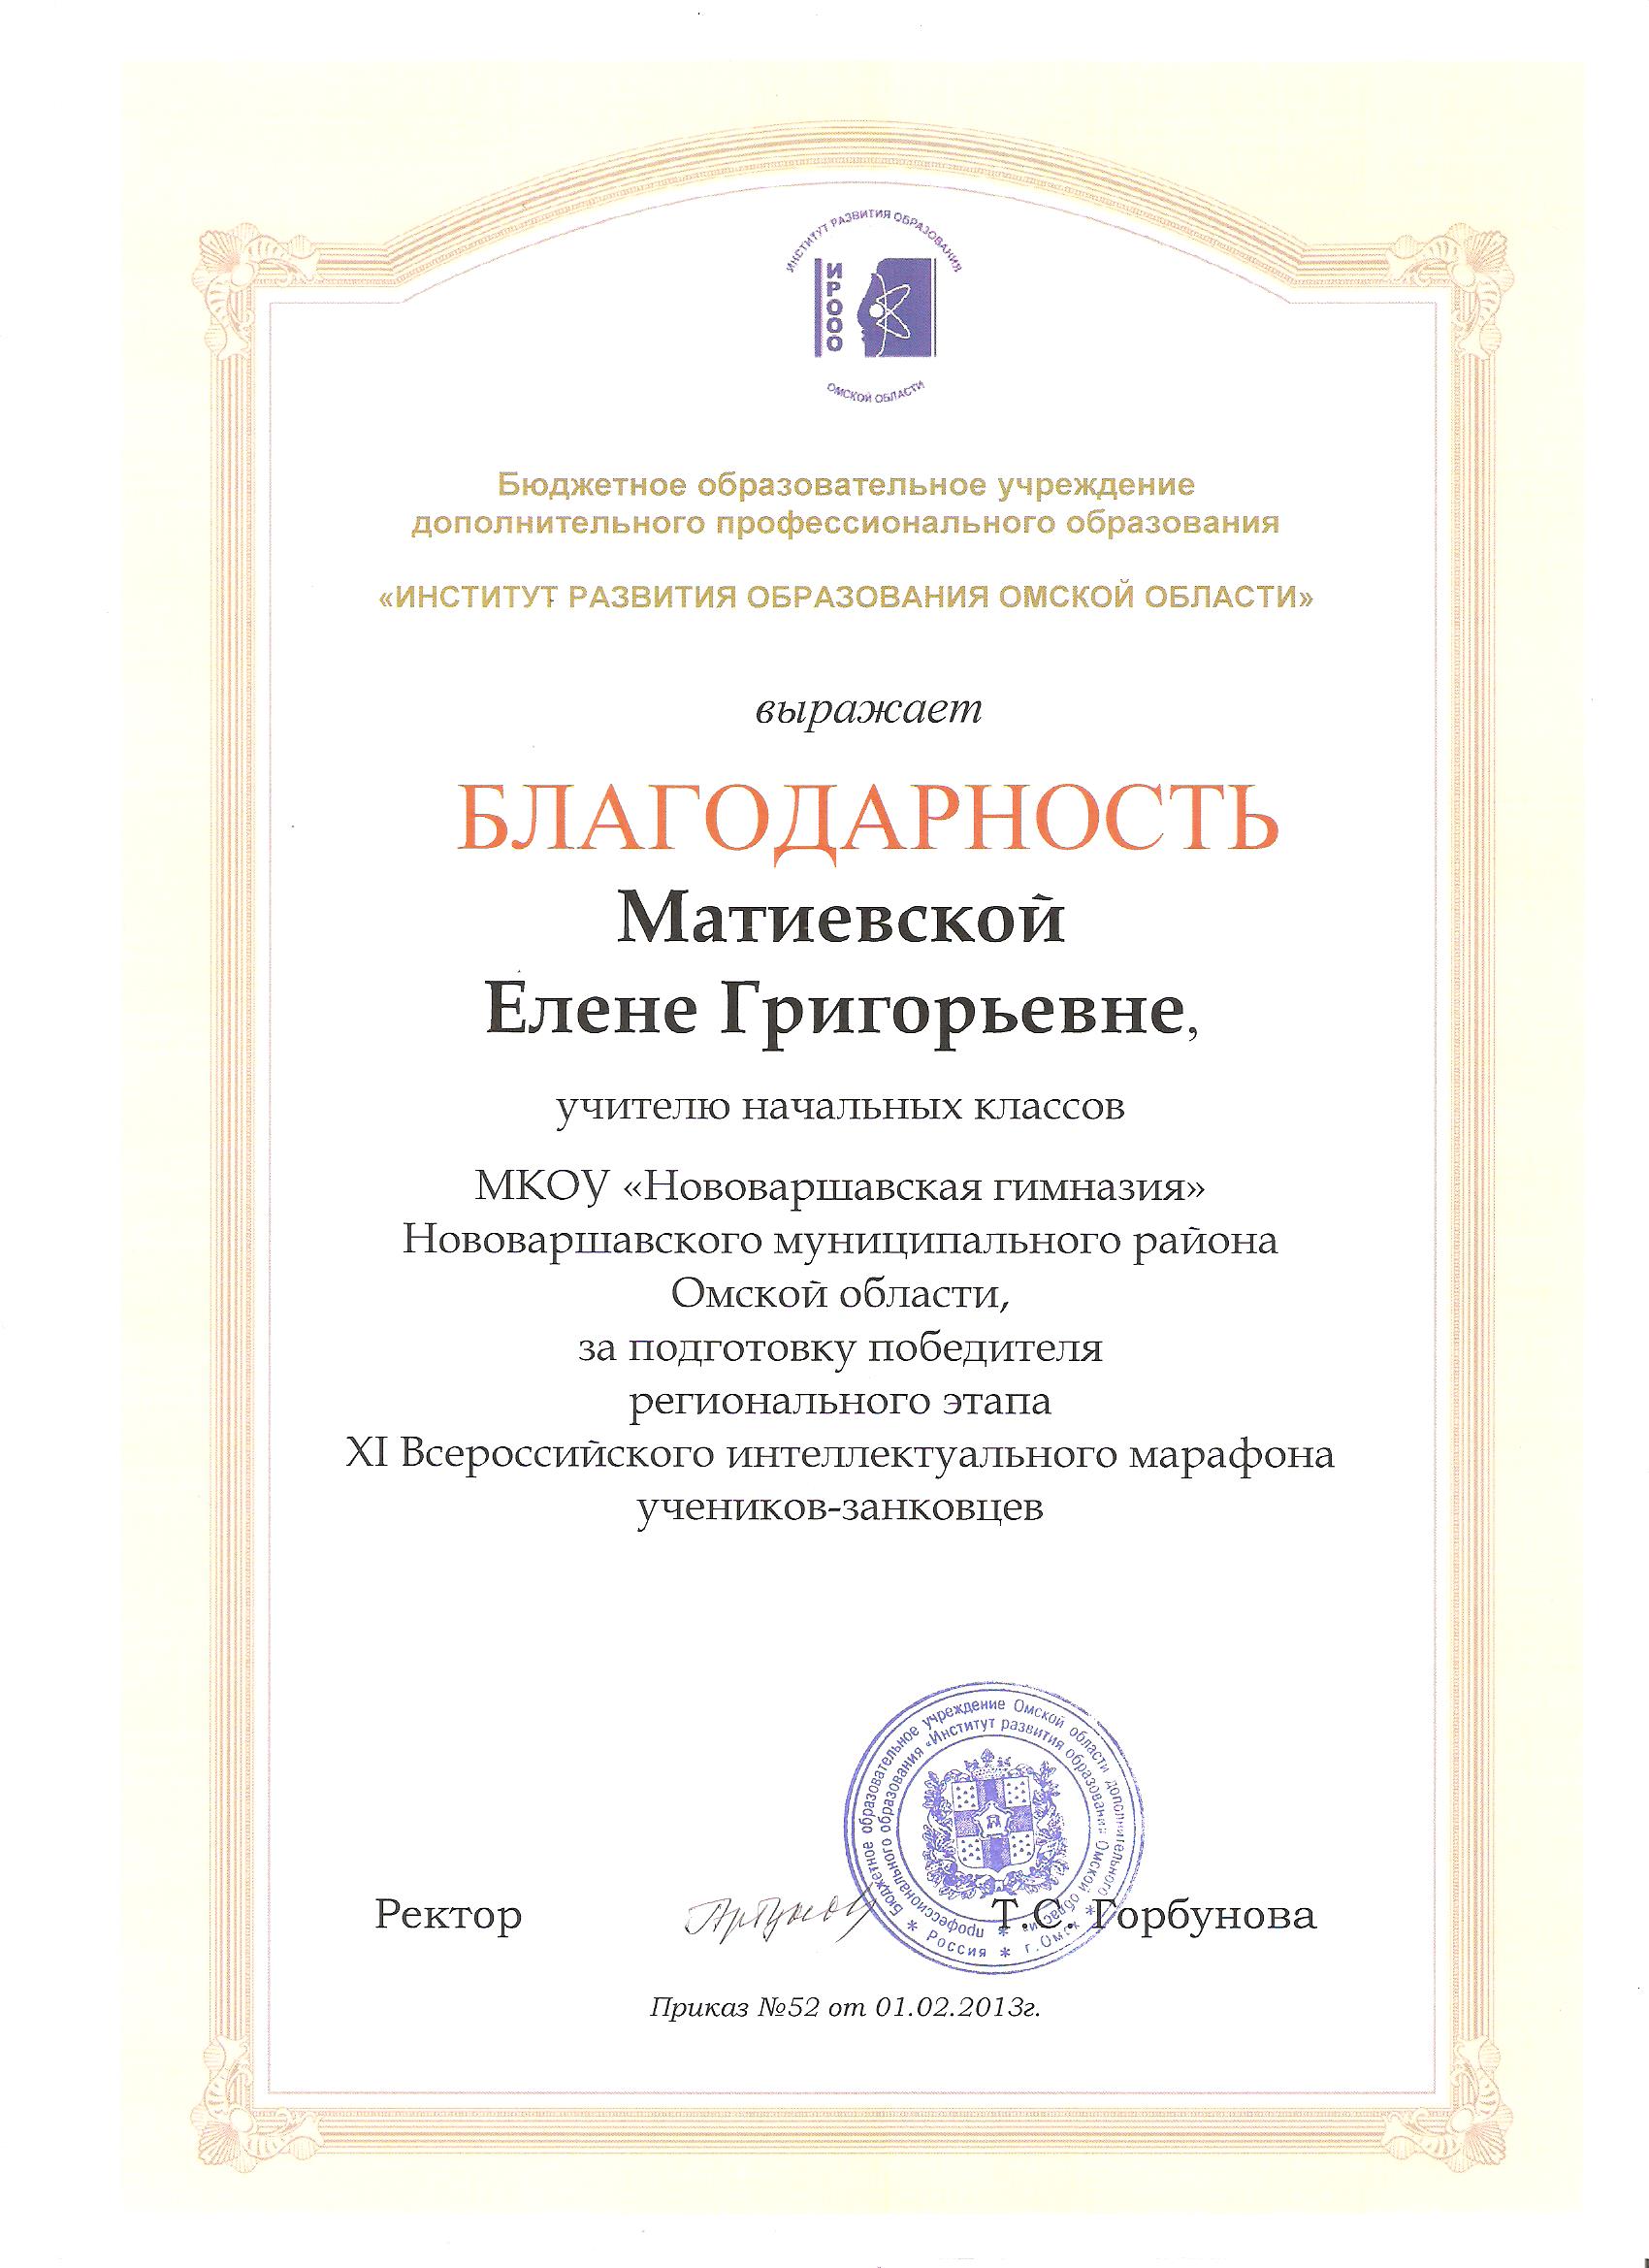 ИНСТИТУТ РАЗВИТИЯ ОБРАЗОВАНИЯ
ИРООО
ОМСКОЙ ОБЛАСТИ
Бюджетное образовательное учреждение
дополнительного профессионального образования
«ИНСТИТУТ РАЗВИТИЯ ОБРАЗОВАНИЯ ОМСКОЙ ОБЛАСТИ»
выражает
БЛАГОДАРНОСТЬ
Матиевской
Елене Григорьевне,
учителю начальных классов
МКОУ «Нововаршавская гимназия»
Нововаршавского муниципального района
Омской области,
за подготовку победителя
регионального этапа
XI Всероссийского интеллектуального марафона
учеников-занковцев
Бюджетное образовательное учреждение Омской области дополнительного
профессионального образования «Институт развития образования Омской области»
* Россия * г.Омск *
Ректор
Т.С. Горбунова
Приказ №52 от 01.02.2013г.